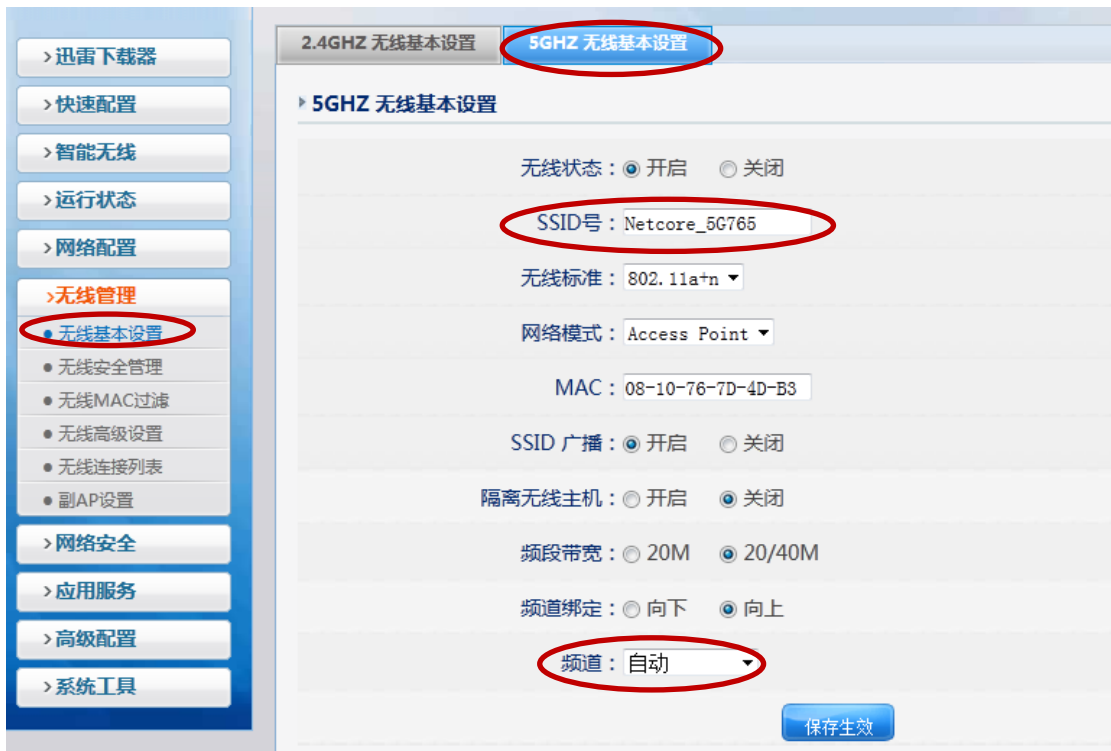 迅雷下载器
快速配置
智能无线
运行状态
网络配置
无线管理
无线基本设置
无线安全管理
无线MAC过滤
无线高级设置
无线连接列表
副AP设置
网络安全
应用服务
高级配置
系统工具
2.4GHZ 无线基本设置 5GHZ 无线基本设置
5GHZ 无线基本设置
无线状态：开启 关闭
SSID号：Netcore_5G765
无线标准：802.11a+n
网络模式：Access Point
MAC：08-10-76-7D-4D-B3
SSID 广播：开启 关闭
隔离无线主机：开启 关闭
频段带宽：20M 20/40M
频道绑定：向下 向上
频道：自动
保存生效